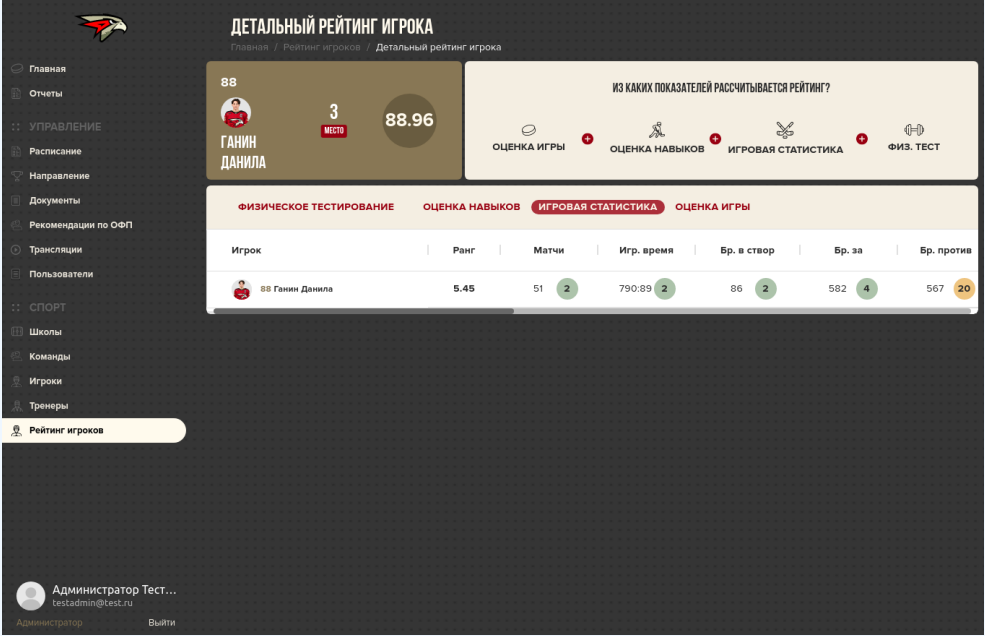 ДЕТАЛЬНЫЙ РЕЙТИНГ ИГРОКА
Главная / Рейтинг игроков / Детальный рейтинг игрока
Главная
Отчеты
УПРАВЛЕНИЕ
Расписание
Направление
Документы
Рекомендации по ОФП
Трансляции
Пользователи
СПОРТ
Школы
Команды
Игроки
Тренеры
Рейтинг игроков
Администратор Тест...
testadmin@test.ru
Администратор Выйти
88
ГАНИН
ДАНИЛА
3
МЕСТО
88.96
ИЗ КАКИХ ПОКАЗАТЕЛЕЙ РАССЧИТЫВАЕТСЯ РЕЙТИНГ?
ОЦЕНКА ИГРЫ + ОЦЕНКА НАВЫКОВ + ИГРОВАЯ СТАТИСТИКА + ФИЗ. ТЕСТ
ФИЗИЧЕСКОЕ ТЕСТИРОВАНИЕ ОЦЕНКА НАВЫКОВ ИГРОВАЯ СТАТИСТИКА ОЦЕНКА ИГРЫ
Игрок Ранг Матчи Игр. время Бр. в створ Бр. за Бр. против
88 Ганин Данила 5.45 51 2 790:89 2 86 2 582 4 567 20